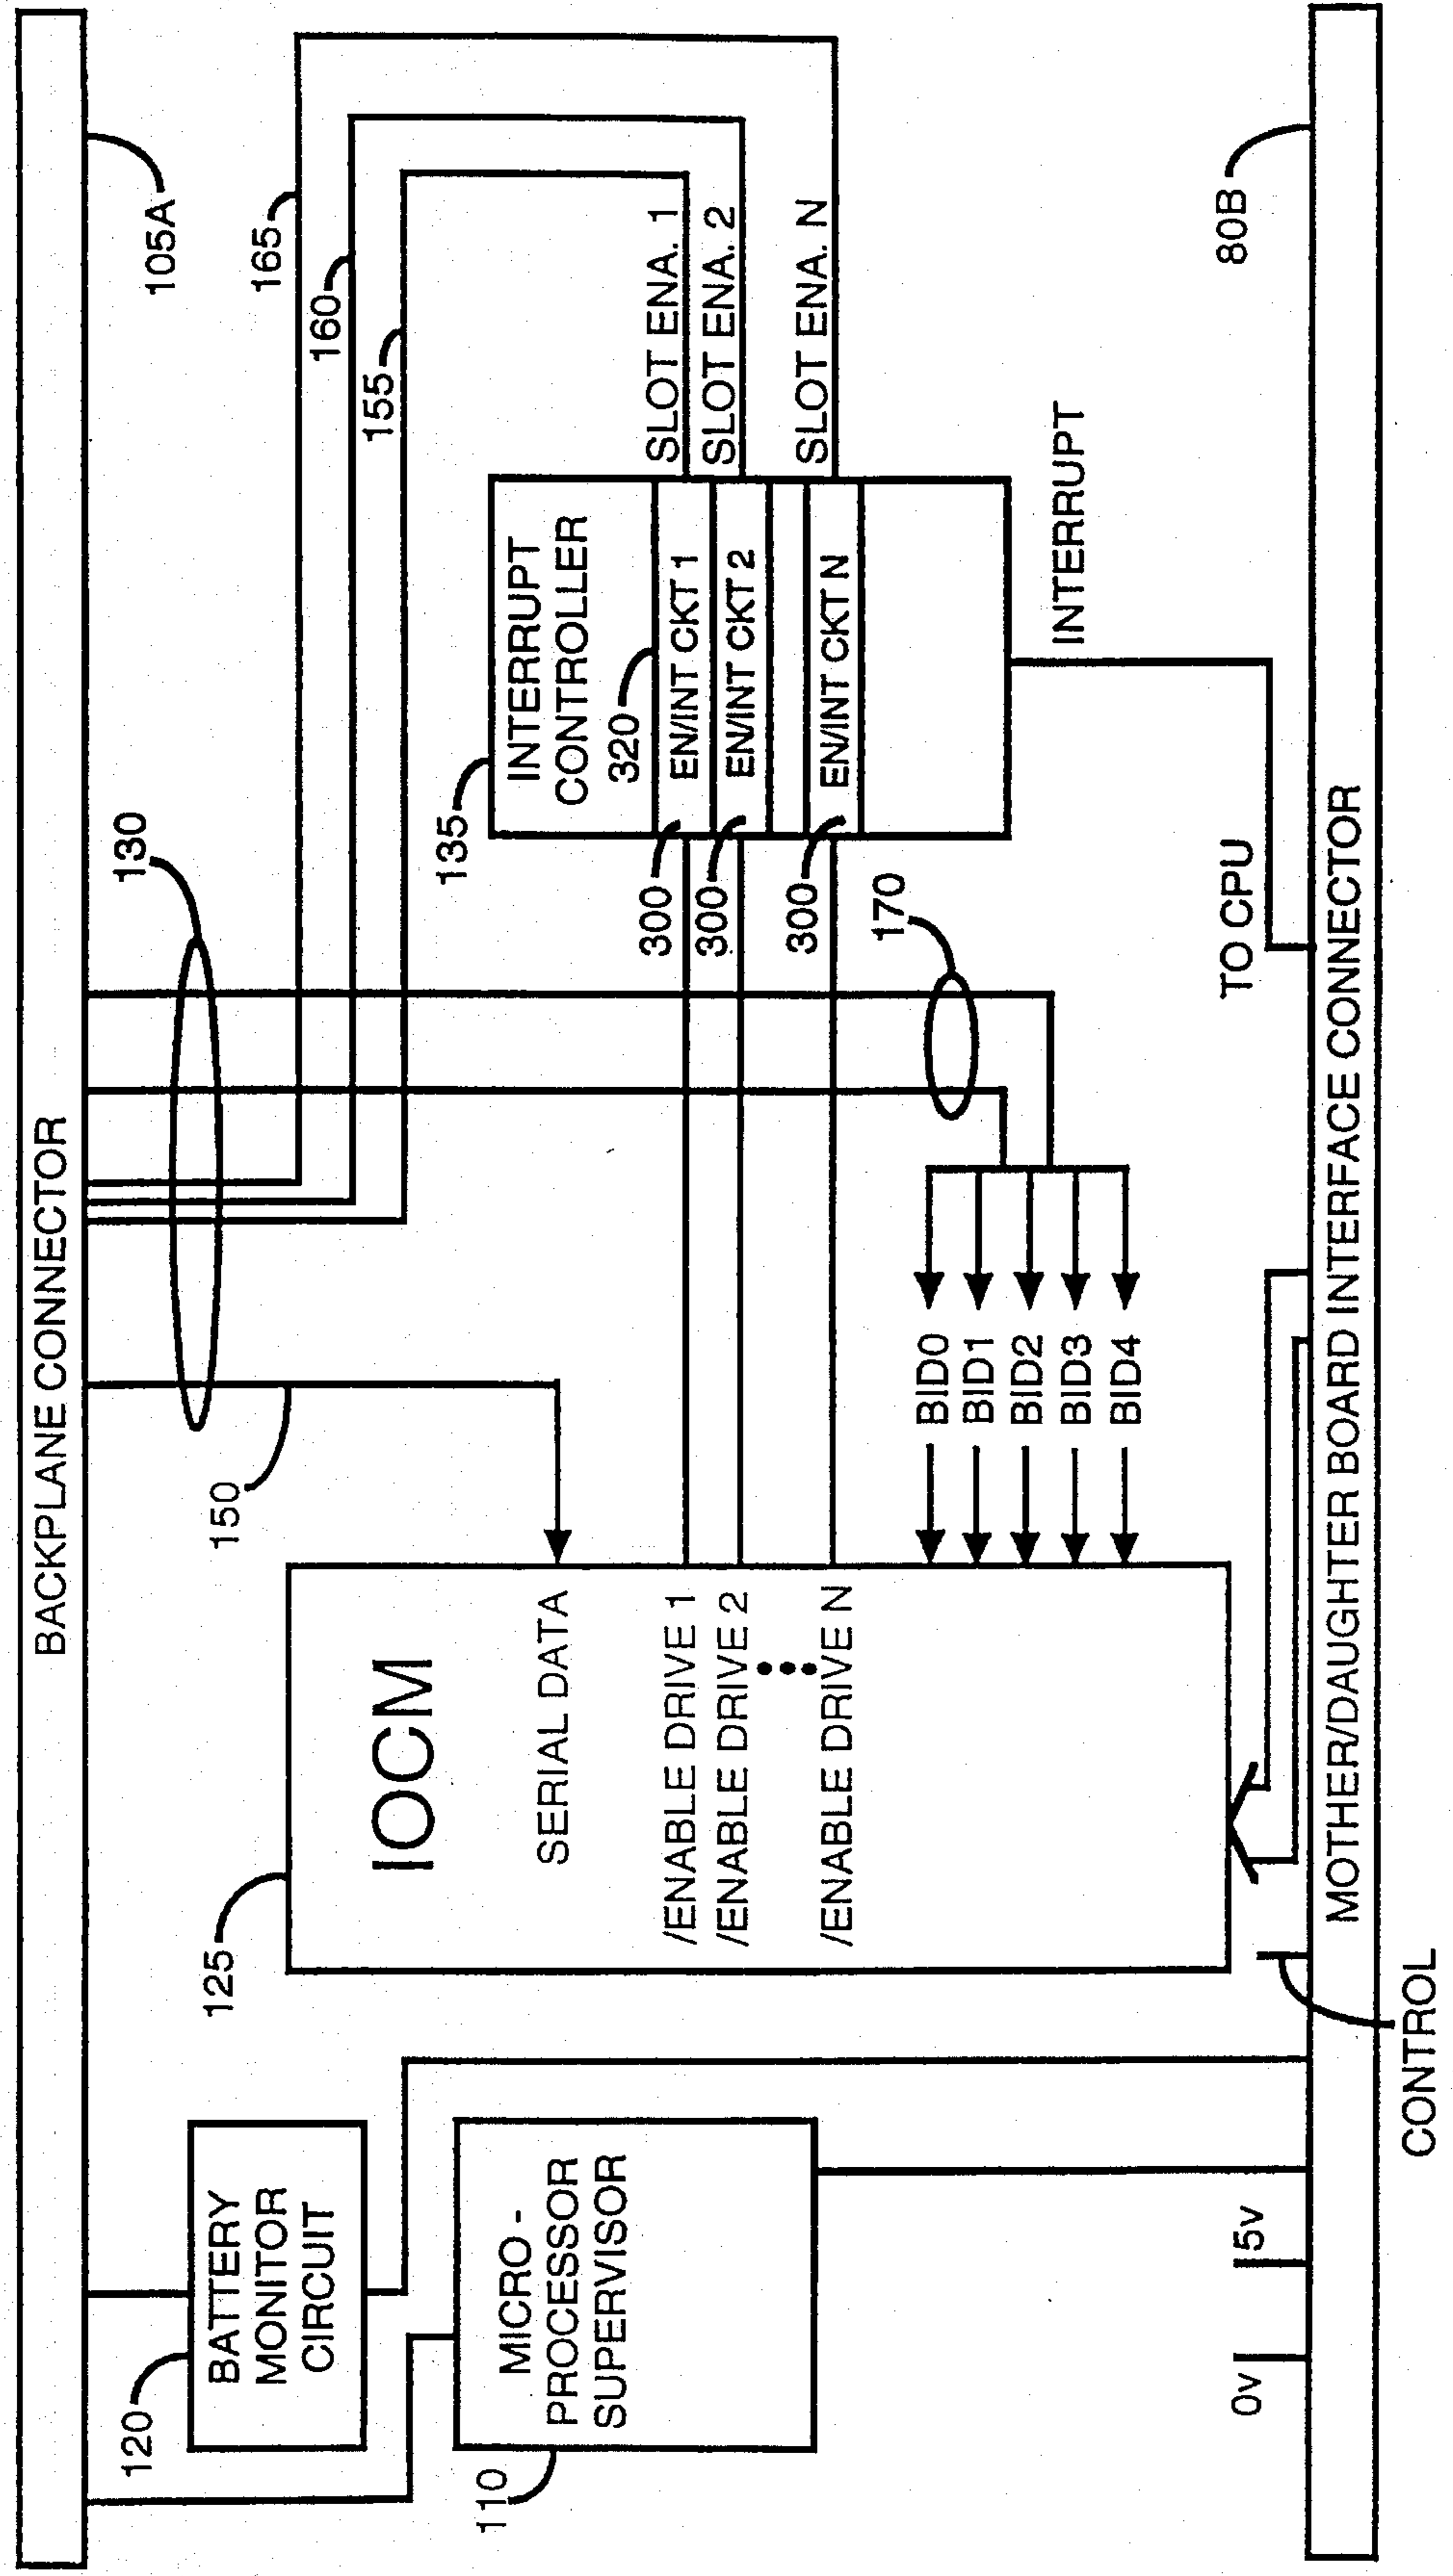 BACKPLANE CONNECTOR
105A
130
165
160
155
150
120
BATTERY
MONITOR
CIRCUIT
110
MICRO -
PROCESSOR
SUPERVISOR
125
IOCM
SERIAL DATA
/ENABLE DRIVE 1
/ENABLE DRIVE 2
/ENABLE DRIVE N
135
INTERRUPT
CONTROLLER
320
300
EN/INT CKT 1
300
EN/INT CKT 2
300
EN/INT CKT N
SLOT ENA. 1
SLOT ENA. 2
SLOT ENA. N
170
BID0
BID1
BID2
BID3
BID4
INTERRUPT
TO CPU
80B
0v
5v
MOTHER/DAUGHTER BOARD INTERFACE CONNECTOR
CONTROL